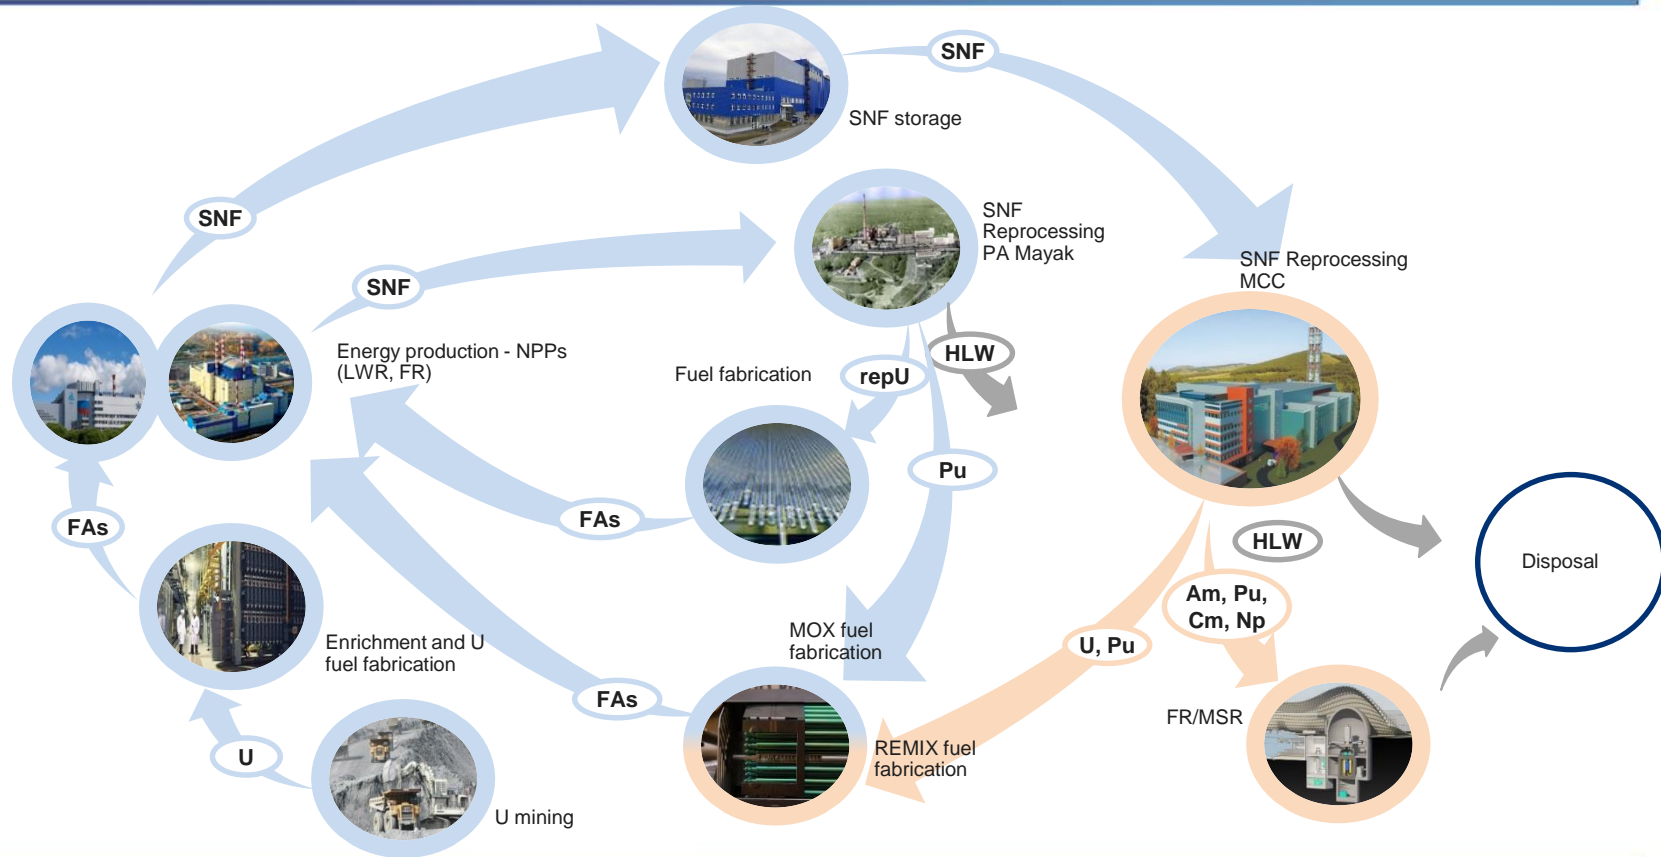 SNF
SNF storage
SNF
SNF
Reprocessing
PA Mayak
SNF Reprocessing
MCC
SNF
Energy production - NPPs
(LWR, FR)
Fuel fabrication
repU
HLW
Pu
FAs
FAs
HLW
Disposal
Am, Pu,
Cm, Np
U, Pu
Enrichment and U
fuel fabrication
MOX fuel
fabrication
FAs
FR/MSR
U
REMIX fuel
fabrication
U mining